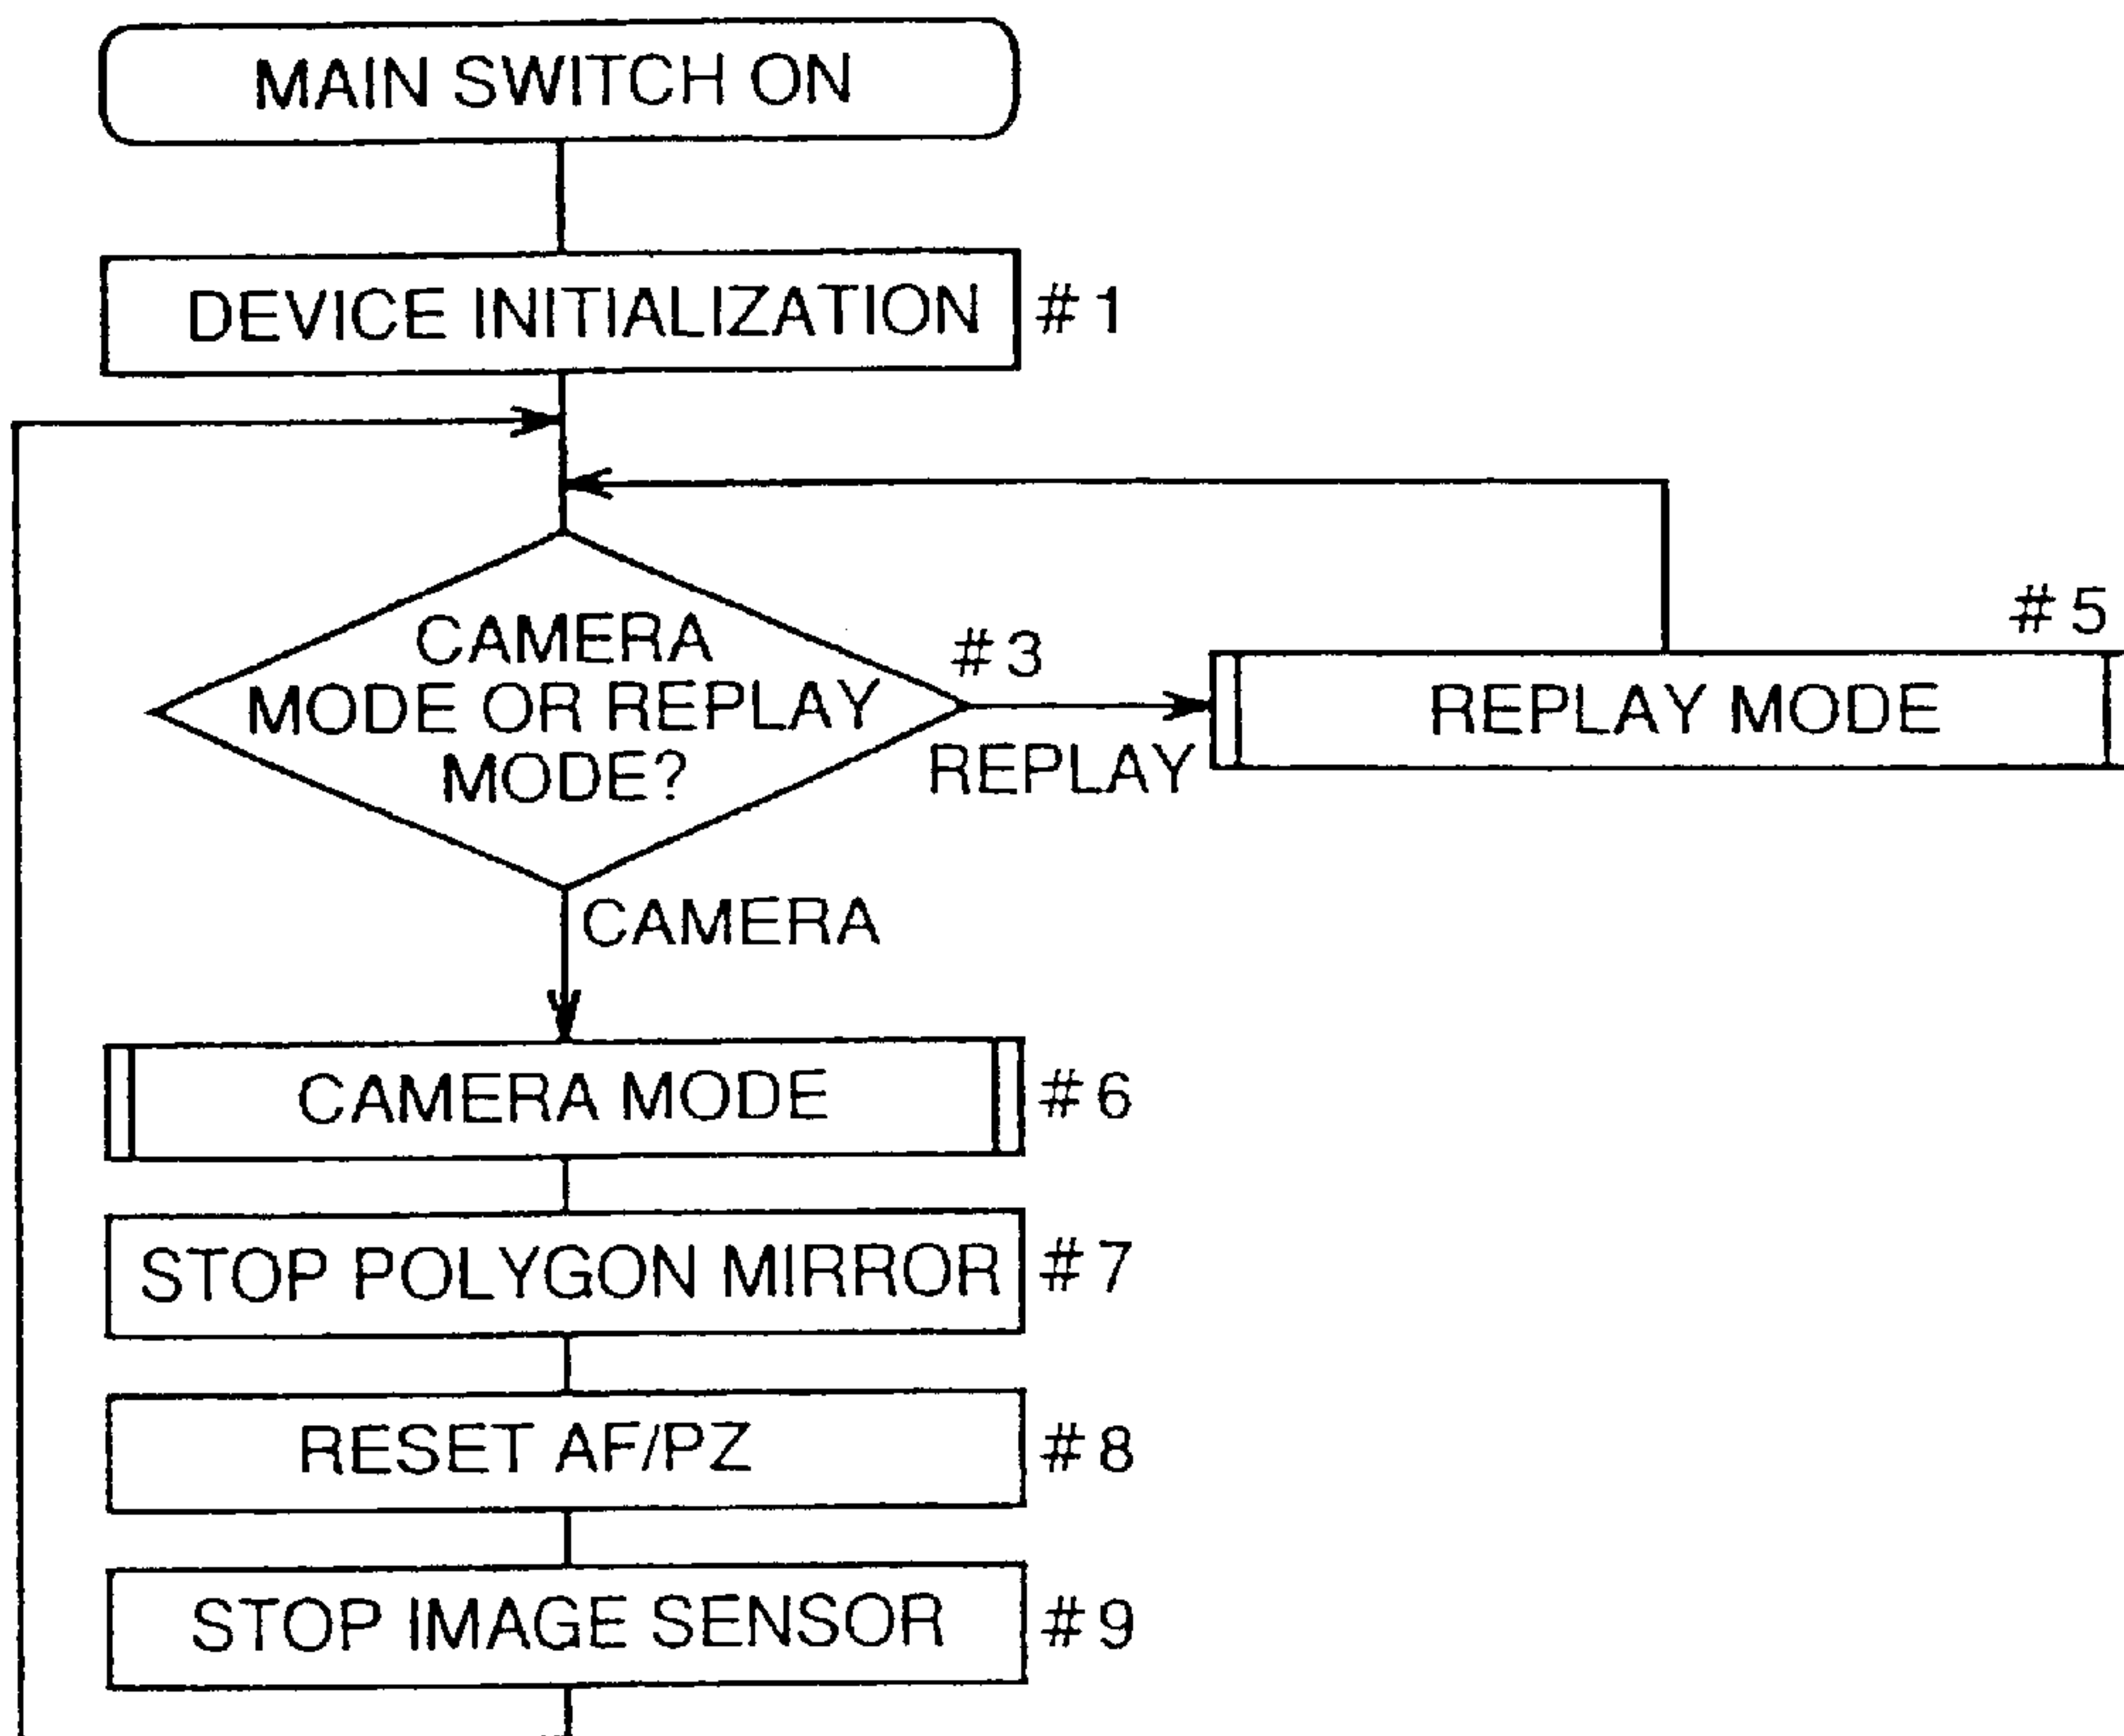 MAIN SWITCH ON
DEVICE INITIALIZATION #1
CAMERA
MODE OR REPLAY
MODE?
#3
REPLAY
#5
REPLAY MODE
CAMERA
CAMERA MODE #6
STOP POLYGON MIRROR #7
RESET AF/PZ #8
STOP IMAGE SENSOR #9